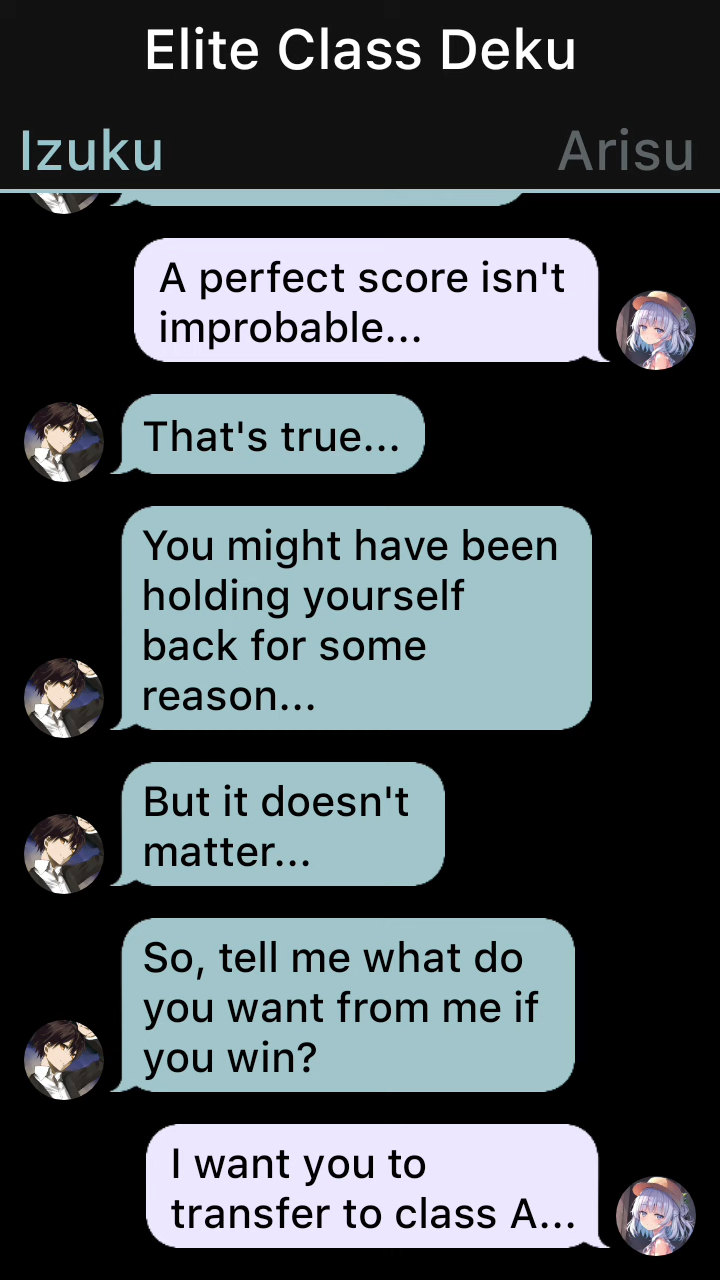 Elite Class Deku
Izuku
Arisu
A perfect score isn't
improbable...
That's true...
You might have been
holding yourself
back for some
reason...
But it doesn't
matter...
So, tell me what do
you want from me if
you win?
I want you to
transfer to class A...